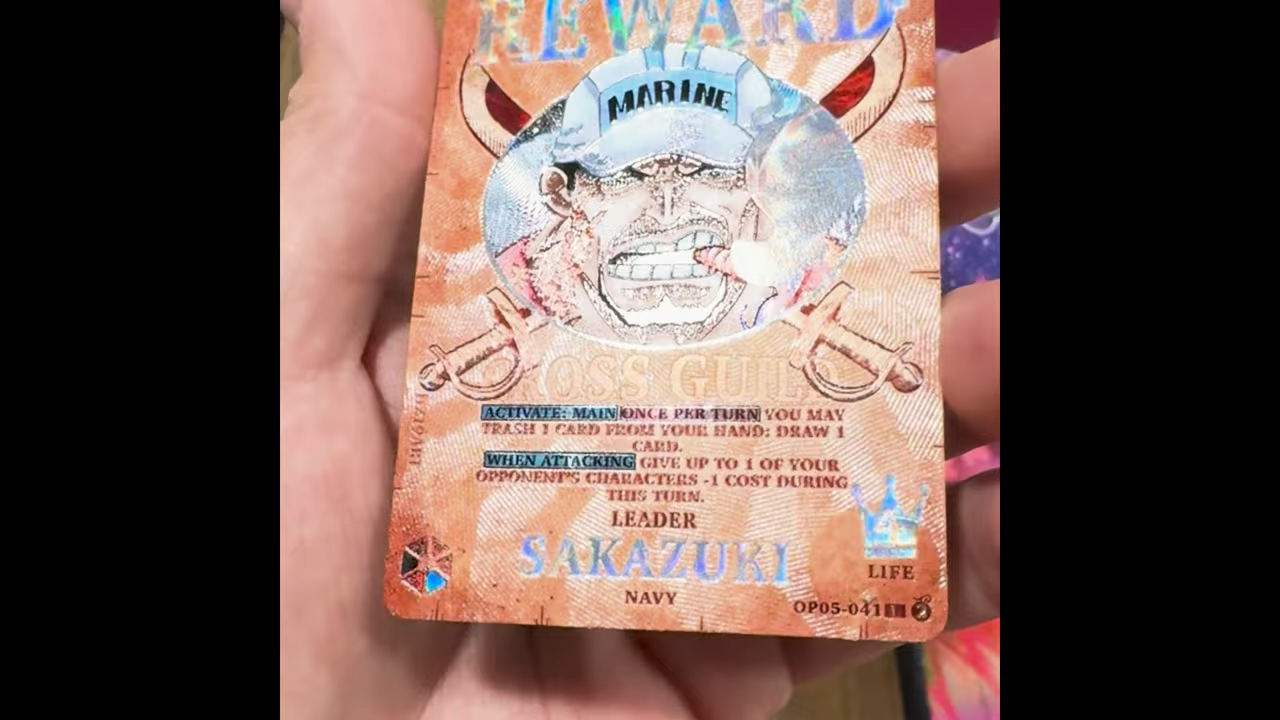 REWARD
MARINE
OSS GUILD
ACTIVATE: MAIN ONCE PER TURN YOU MAY
TRASH 1 CARD FROM YOUR HAND: DRAW 1
CARD.
WHEN ATTACKING GIVE UP TO 1 OF YOUR
OPPONENT'S CHARACTERS -1 COST DURING
THIS TURN.
LEADER
SAKAZUKI
4
LIFE
NAVY
OP05-041 L